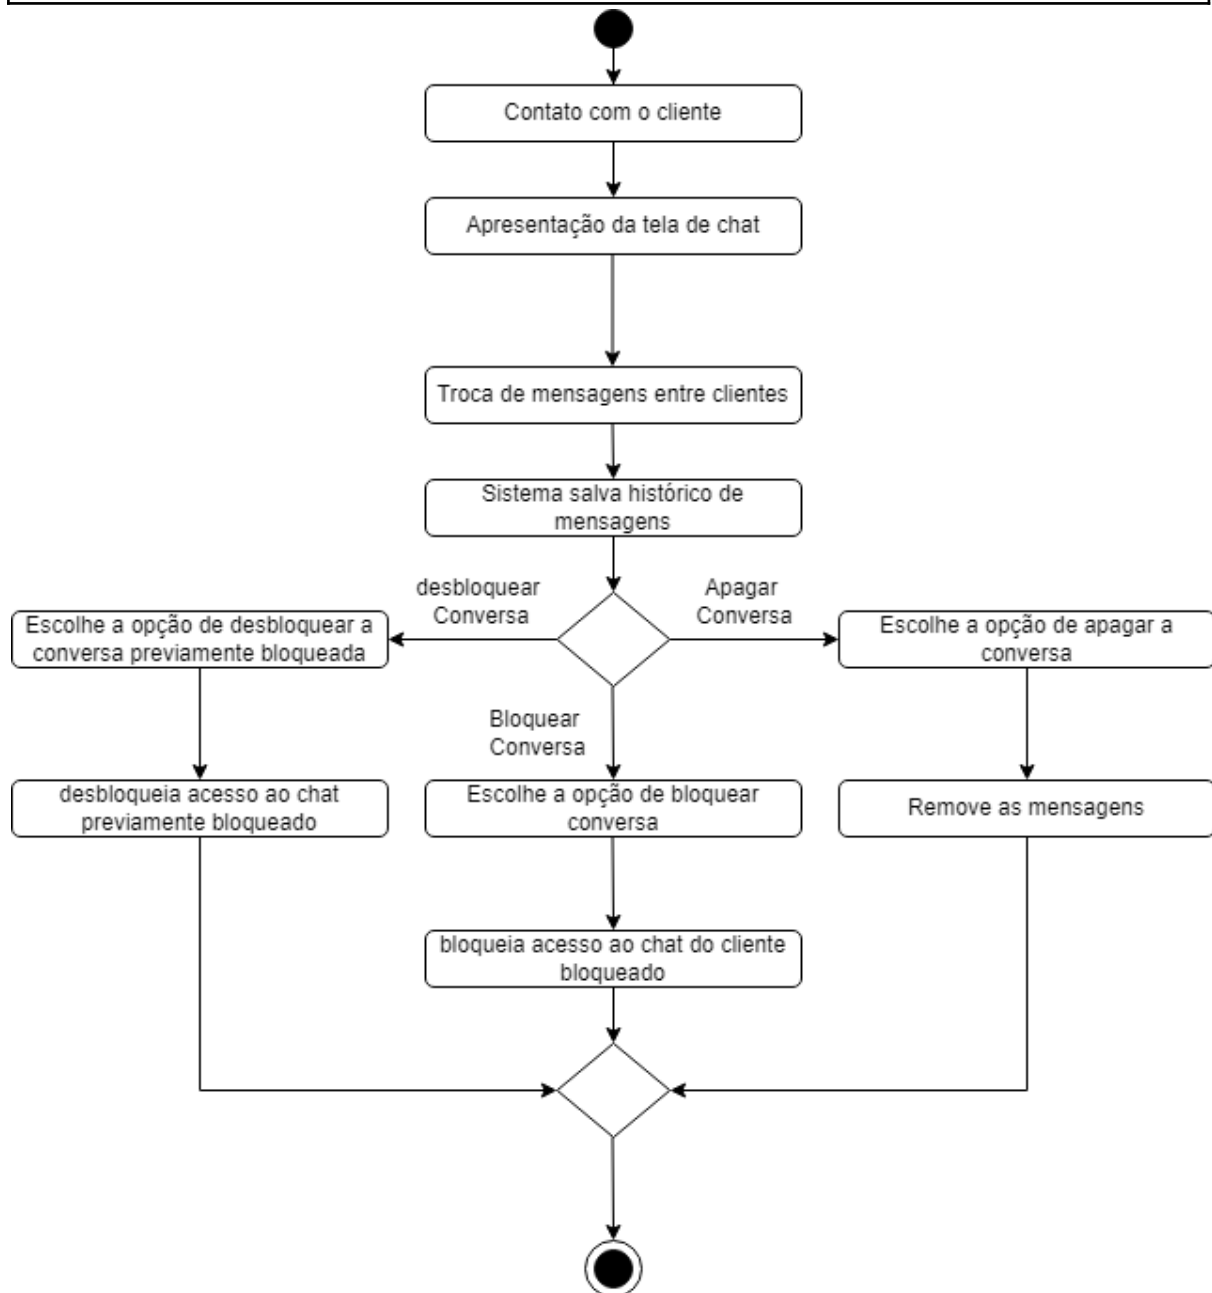 Contato com o cliente
Apresentação da tela de chat
Troca de mensagens entre clientes
Sistema salva histórico de
mensagens
desbloquear
Conversa
Apagar
Conversa
Escolhe a opção de desbloquear a
conversa previamente bloqueada
Escolhe a opção de apagar a
conversa
Bloquear
Conversa
desbloqueia acesso ao chat
previamente bloqueado
Escolhe a opção de bloquear
conversa
Remove as mensagens
bloqueia acesso ao chat do cliente
bloqueado